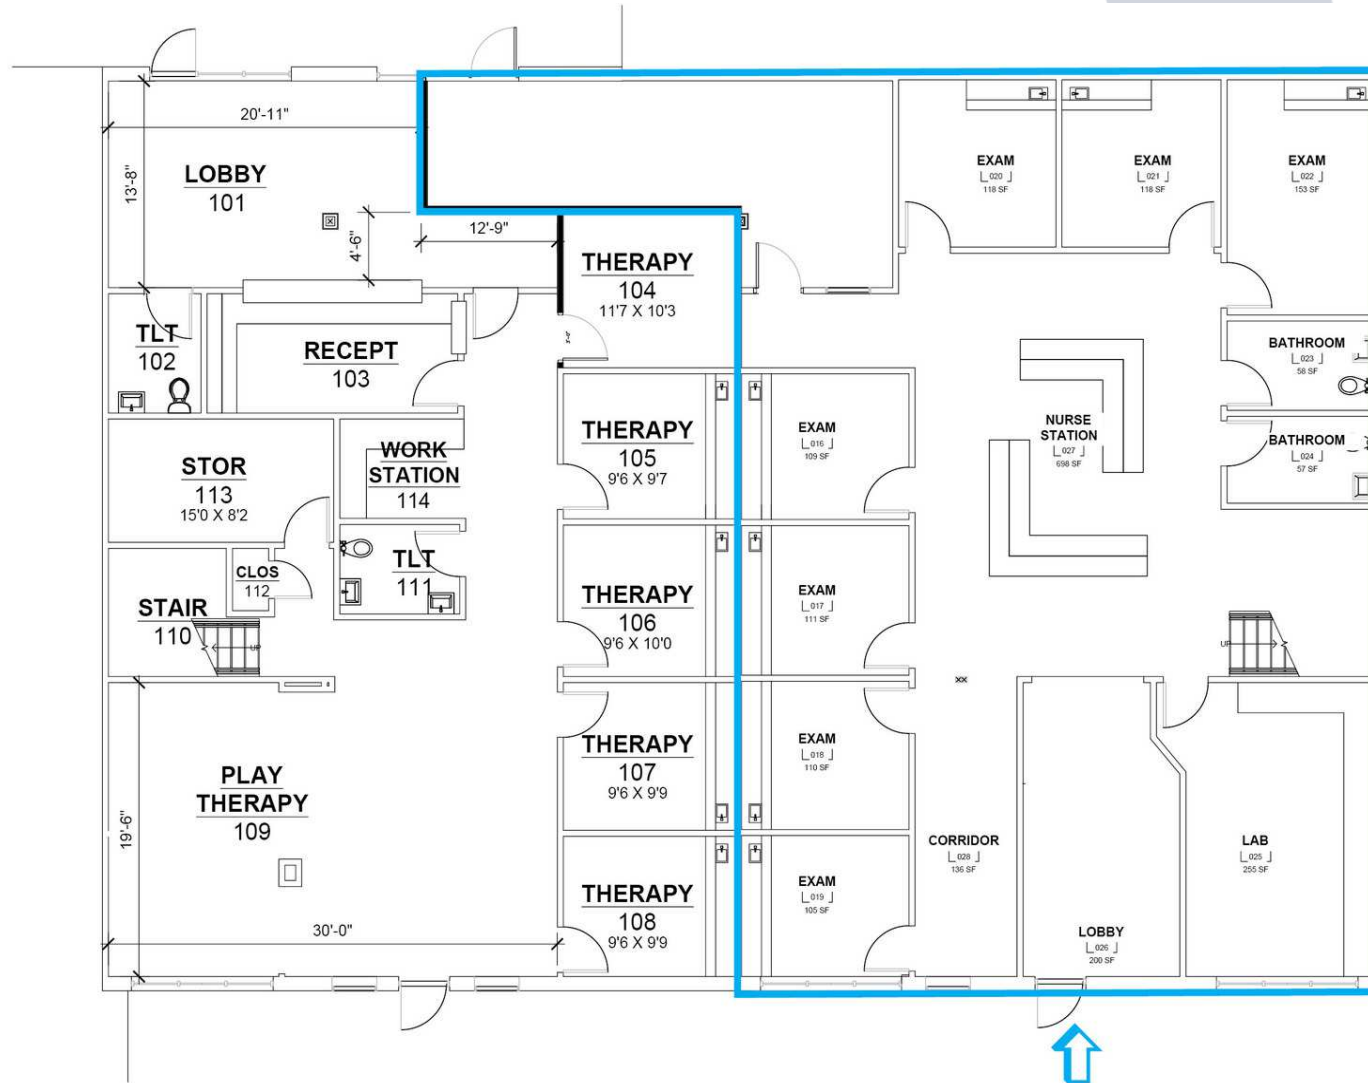 20'-11"
13'-8"
LOBBY
101
4'-6"
12'-9"
THERAPY
104
11'7 X 10'3
TLT
102
RECEPT
103
THERAPY
105
9'6 X 9'7
WORK
STATION
114
STOR
113
15'0 X 8'2
CLOS
112
TLT
111
STAIR
110
UP
THERAPY
106
9'6 X 10'0
THERAPY
107
9'6 X 9'9
PLAY
THERAPY
109
19'-6"
30'-0"
THERAPY
108
9'6 X 9'9
EXAM
020
118 SF
EXAM
021
118 SF
EXAM
022
153 SF
BATHROOM
023
58 SF
BATHROOM
024
57 SF
NURSE
STATION
027
698 SF
EXAM
016
109 SF
EXAM
017
111 SF
UP
XX
EXAM
018
110 SF
EXAM
019
105 SF
CORRIDOR
028
136 SF
LOBBY
026
200 SF
LAB
025
255 SF